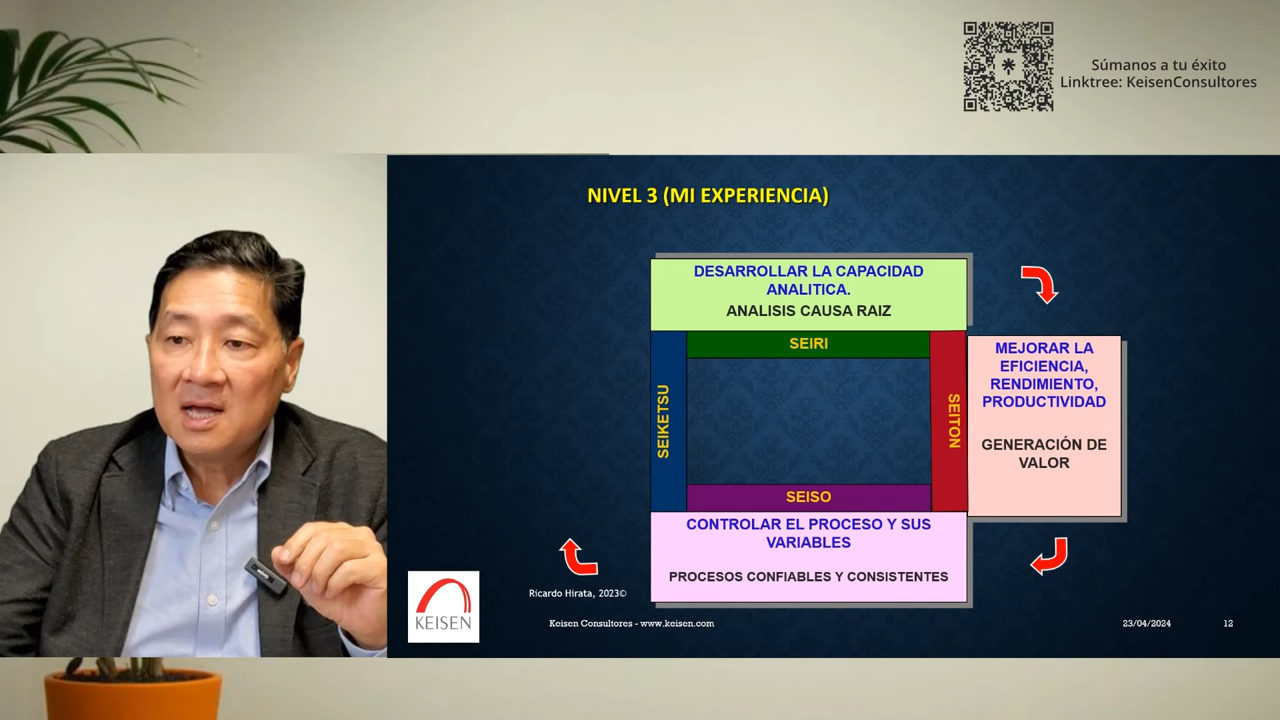 Súmanos a tu éxito
Linktree: KeisenConsultores
NIVEL 3 (MI EXPERIENCIA)
DESARROLLAR LA CAPACIDAD
ANALITICA.
ANALISIS CAUSA RAIZ
SEIRI
SEIKETSU
SEITON
MEJORAR LA
EFICIENCIA,
RENDIMIENTO,
PRODUCTIVIDAD
GENERACIÓN DE
VALOR
SEISO
CONTROLAR EL PROCESO Y SUS
VARIABLES
PROCESOS CONFIABLES Y CONSISTENTES
Ricardo Hirata, 2023©
KEISEN
Keisen Consultores - www.keisen.com
23/04/2024
12